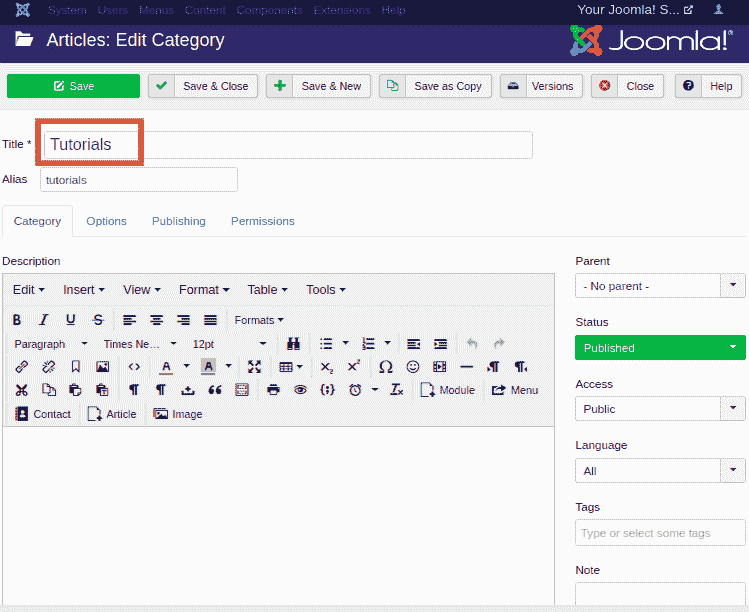 System Users Menus Content Components Extensions Help Your Joomla! S...
Articles: Edit Category Joomla!®
Save Save & Close Save & New Save as Copy Versions Close Help
Title * Tutorials
Alias tutorials
Category Options Publishing Permissions
Description
Edit Insert View Format Table Tools
B I U S Formats
Paragraph Times Ne... 12pt
Module Menu
Contact Article Image
Parent
- No parent -
Status
Published
Access
Public
Language
All
Tags
Type or select some tags
Note